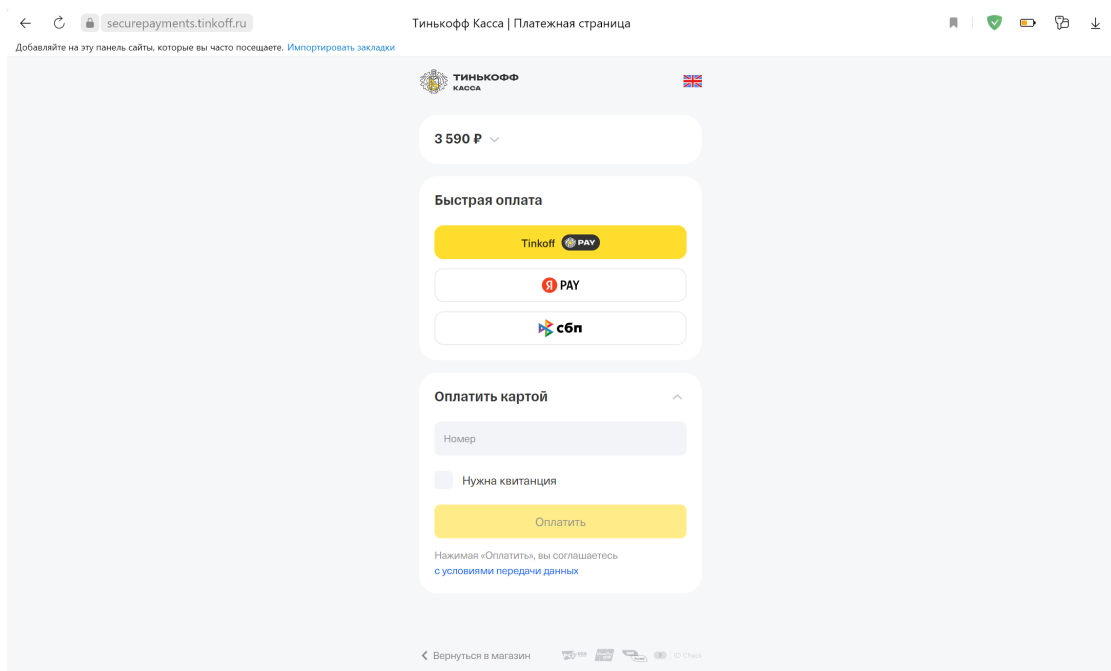 securepayments.tinkoff.ru
Тинькофф Касса | Платежная страница
Добавляйте на эту панель сайты, которые вы часто посещаете. Импортировать закладки
ТИНЬКОФФ
КАССА
3 590 ₽
Быстрая оплата
Tinkoff PAY
Я PAY
сбп
Оплатить картой
Номер
Нужна квитанция
Оплатить
Нажимая «Оплатить», вы соглашаетесь
с условиями передачи данных
Вернуться в магазин
ID Check